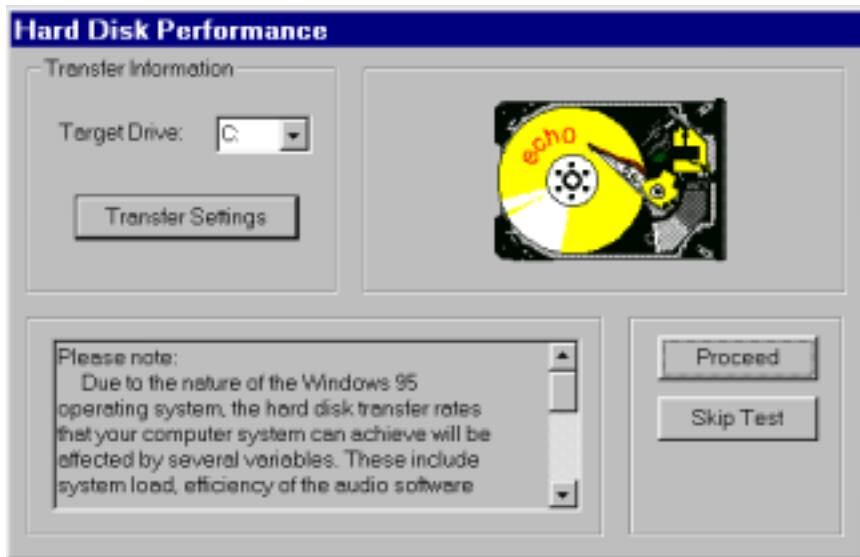 Hard Disk Performance
Transfer Information
Target Drive: C:
Transfer Settings
echo
Please note:
Due to the nature of the Windows 95
operating system, the hard disk transfer rates
that your computer system can achieve will be
affected by several variables. These include
system load, efficiency of the audio software
Proceed
Skip Test